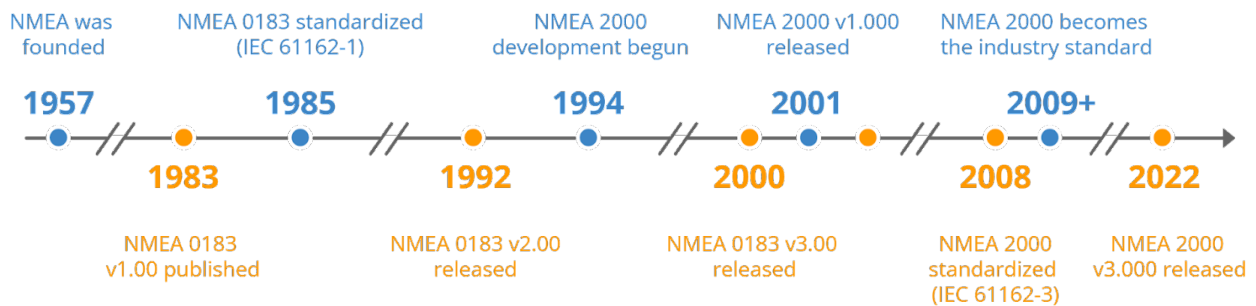 NMEA was
founded
NMEA 0183 standardized
(IEC 61162-1)
NMEA 2000
development begun
NMEA 2000 v1.000
released
NMEA 2000 becomes
the industry standard
1957
1985
1994
2001
2009+
1983
1992
2000
2008
2022
NMEA 0183
v1.00 published
NMEA 0183 v2.00
released
NMEA 0183 v3.00
released
NMEA 2000
standardized
(IEC 61162-3)
NMEA 2000
v3.000 released